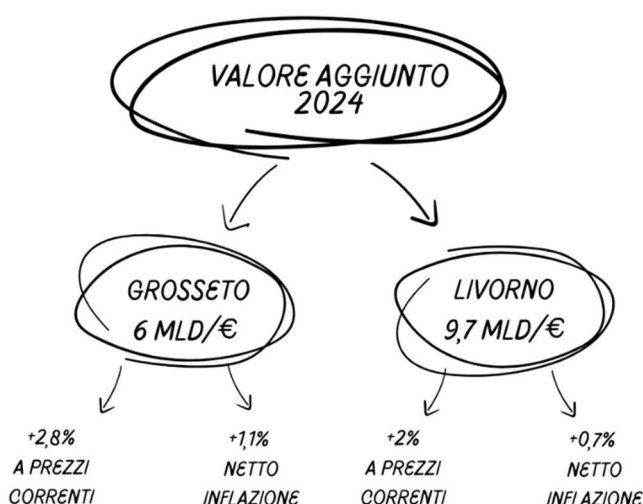 VALORE AGGIUNTO
2024
GROSSETO
6 MLD/€
LIVORNO
9,7 MLD/€
+2,8%
A PREZZI
CORRENTI
+1,1%
NETTO
INFLAZIONE
+2%
A PREZZI
CORRENTI
+0,7%
NETTO
INFLAZIONE